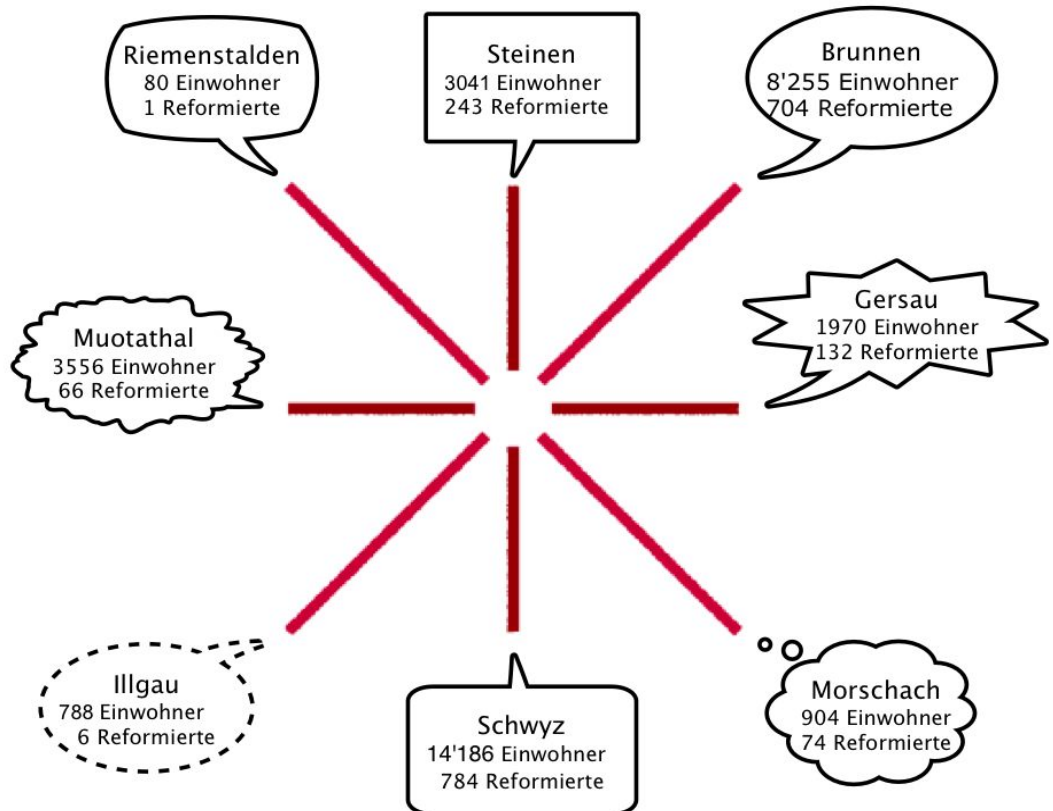 Riemenstalden
80 Einwohner
1 Reformierte
Steinen
3041 Einwohner
243 Reformierte
Brunnen
8'255 Einwohner
704 Reformierte
Muotathal
3556 Einwohner
66 Reformierte
Gersau
1970 Einwohner
132 Reformierte
Illgau
788 Einwohner
6 Reformierte
Schwyz
14'186 Einwohner
784 Reformierte
Morschach
904 Einwohner
74 Reformierte